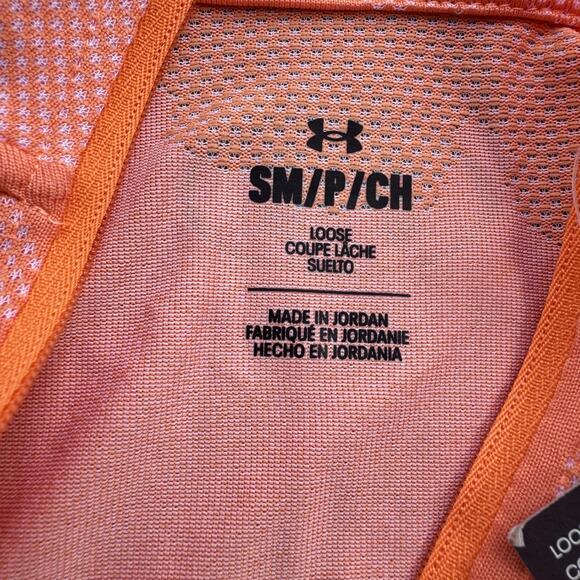 SM/P/CH
LOOSE
COUPE LÂCHE
SUELTO
MADE IN JORDAN
FABRIQUÉ EN JORDANIE
HECHO EN JORDANIA